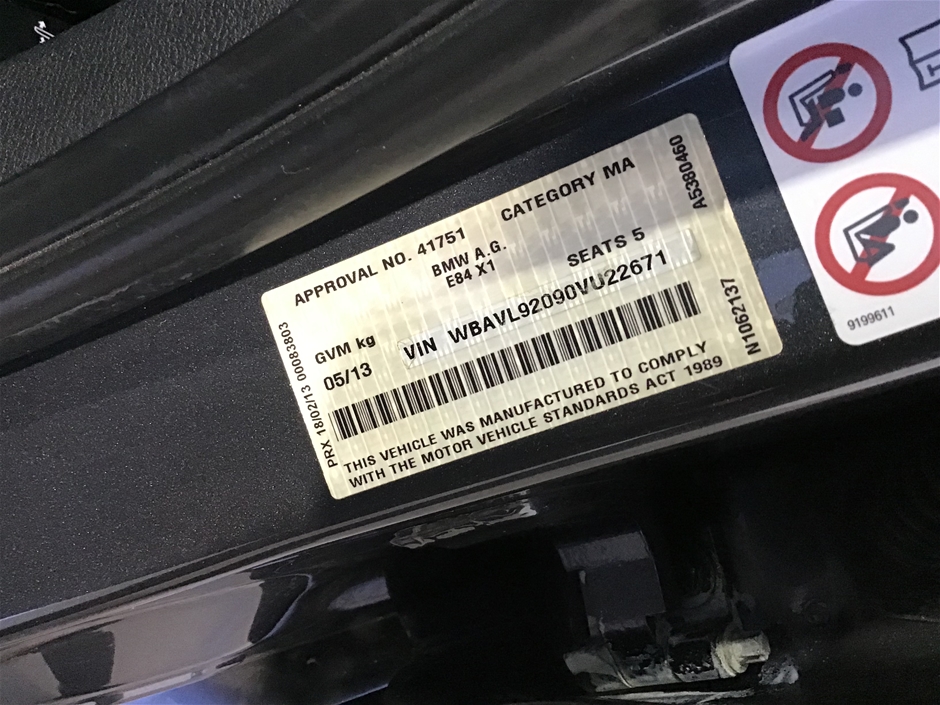 APPROVAL NO. 41751
CATEGORY MA
A5380460
BMW A.G.
E84 X1
SEATS 5
GVM kg
VIN WBAVL92090VU22671
05/13
N1062137
PRX 18/02/13 00083803
THIS VEHICLE WAS MANUFACTURED TO COMPLY
WITH THE MOTOR VEHICLE STANDARDS ACT 1989
9199611